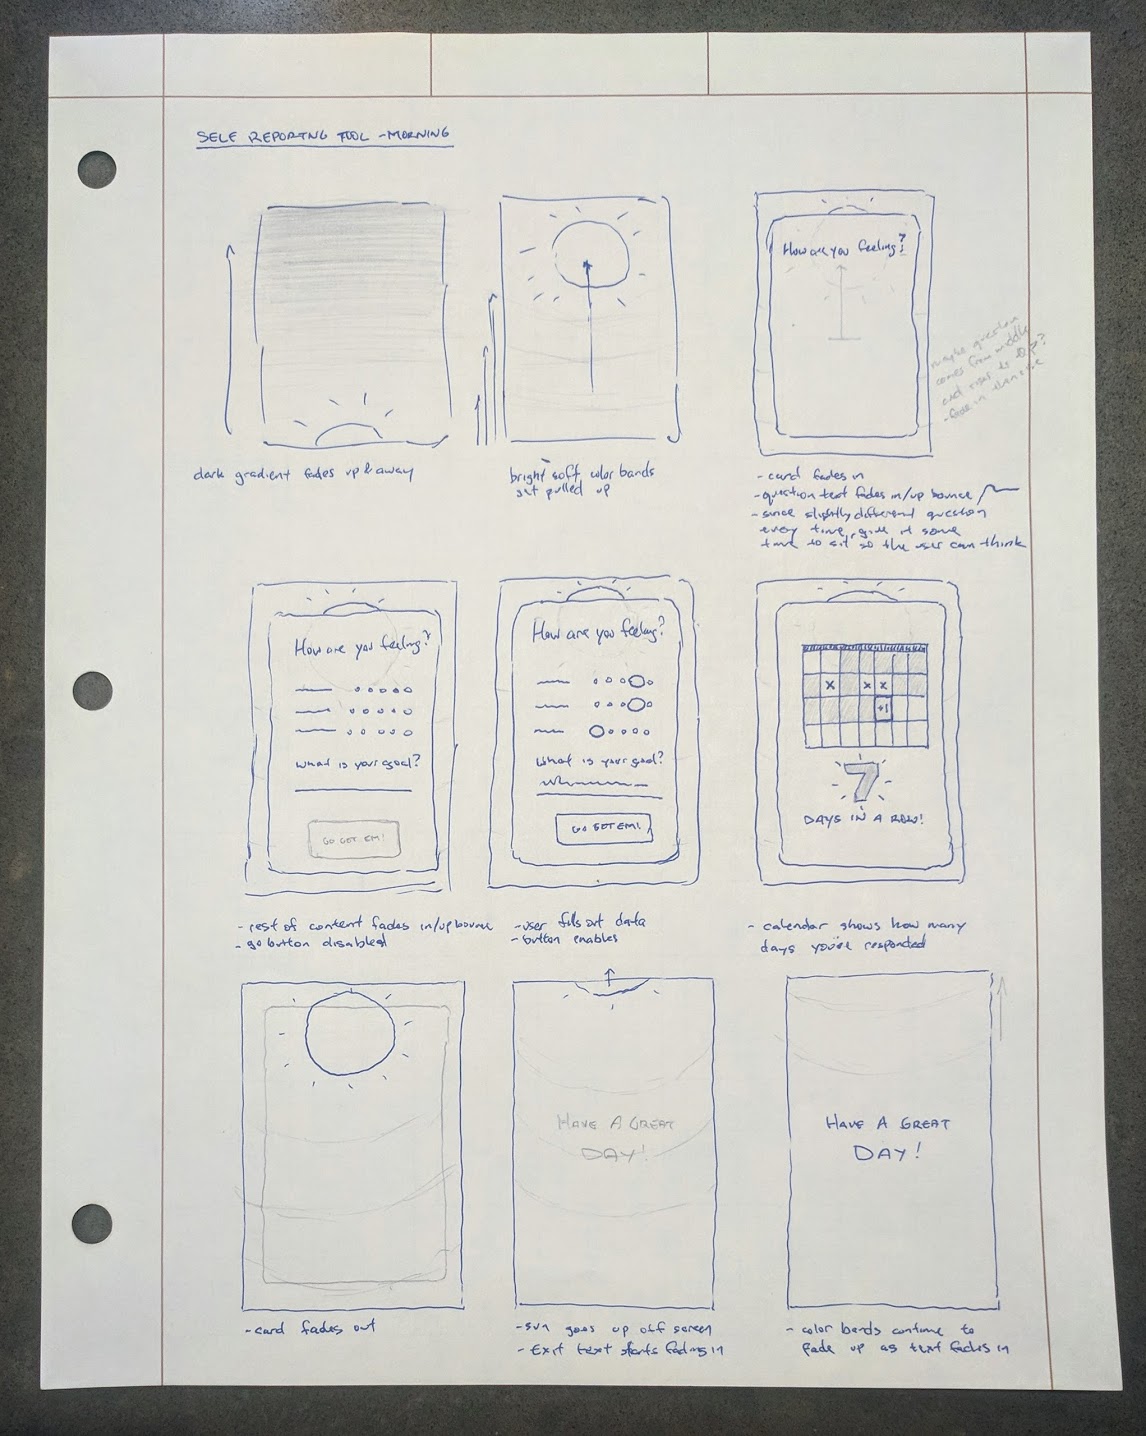 SELF REPORTING TOOL - MORNING
dark gradient fades up & away
bright soft color bands
get pulled up
How are you feeling?
maybe question
comes from middle
and rises to top?
- fade in then rise
- card fades in
- question text fades in/up bounce
- since slightly different question
every time, give it some
time to sit so the user can think
How are you feeling?
What is your goal?
GO GET EM!
- rest of content fades in/up bounce
- go button disabled
How are you feeling?
What is your goal?
GO GET EM!
- user fills out data
- button enables
x x x
+1
7
DAYS IN A ROW!
- calendar shows how many
days you've responded
- card fades out
HAVE A GREAT
DAY!
- sun goes up off screen
- Exit text starts fading in
HAVE A GREAT
DAY!
- color bands continue to
fade up as text fades in